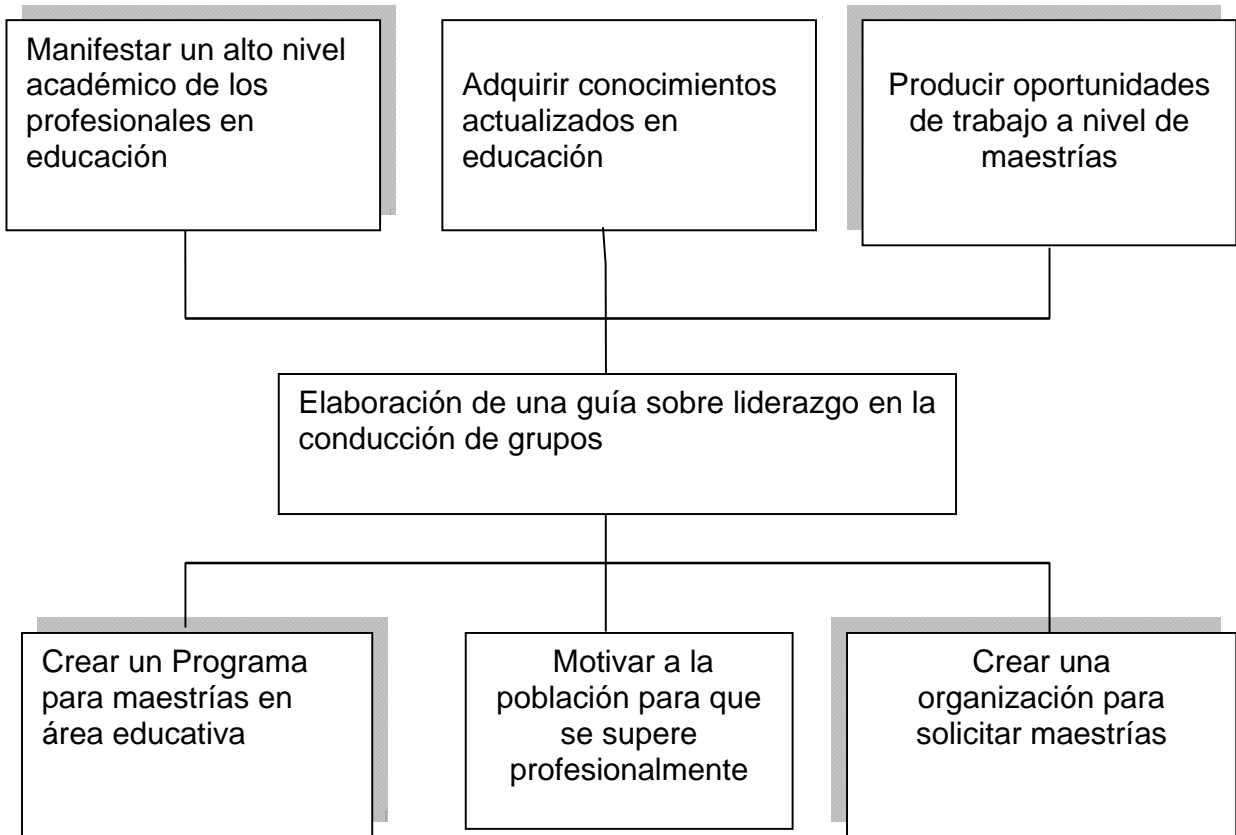 Manifestar un alto nivel
académico de los
profesionales en
educación
Adquirir conocimientos
actualizados en
educación
Producir oportunidades
de trabajo a nivel de
maestrías
Elaboración de una guía sobre liderazgo en la
conducción de grupos
Crear un Programa
para maestrías en
área educativa
Motivar a la
población para que
se supere
profesionalmente
Crear una
organización para
solicitar maestrías